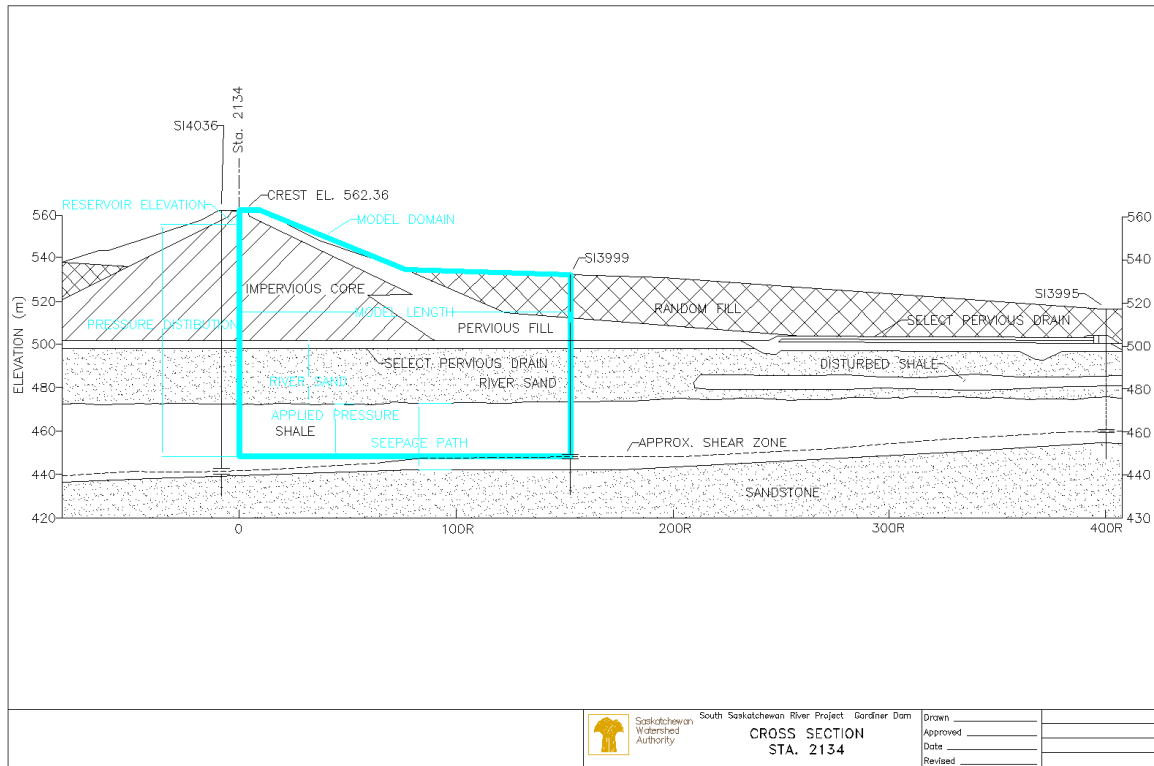 Sta. 2134
SI4036
CREST EL. 562.36
RESERVOIR ELEVATION
MODEL DOMAIN
SI3999
SI3995
560
540
520
500
480
460
440
420
ELEVATION (m)
560
540
520
500
480
460
440
430
IMPERVIOUS CORE
MODEL LENGTH
PRESSURE DISTIBUTION
PERVIOUS FILL
RANDOM FILL
SELECT PERVIOUS DRAIN
SELECT PERVIOUS DRAIN
DISTURBED SHALE
RIVER SAND
RIVER SAND
APPLIED PRESSURE
SHALE
SEEPAGE PATH
APPROX. SHEAR ZONE
SANDSTONE
0
100R
200R
300R
400R
Saskatchewan
Watershed
Authority
South Saskatchewan River Project Gardiner Dam
CROSS SECTION
STA. 2134
Drawn
Approved
Date
Revised